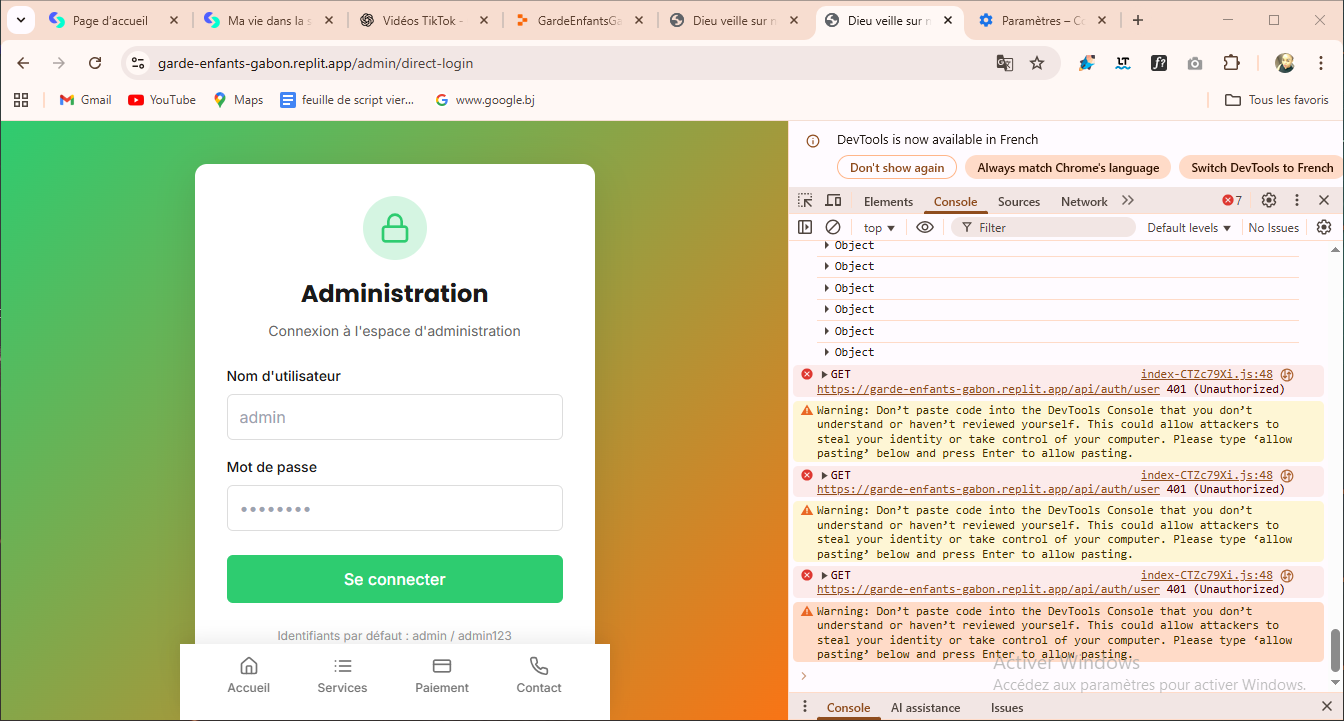 Page d'accueil
Ma vie dans la s
Vidéos TikTok -
GardeEnfantsGa
Dieu veille sur n
Dieu veille sur n
Paramètres – Co
garde-enfants-gabon.replit.app/admin/direct-login
Gmail
YouTube
Maps
feuille de script vier...
www.google.bj
Tous les favoris
Administration
Connexion à l'espace d'administration
Nom d'utilisateur
admin
Mot de passe
••••••••
Se connecter
Identifiants par défaut : admin / admin123
Accueil
Services
Paiement
Contact
DevTools is now available in French
Don't show again
Always match Chrome's language
Switch DevTools to French
Elements
Console
Sources
Network
7
top
Filter
Default levels
No Issues
Object
Object
Object
Object
Object
Object
GET index-CTZc79Xi.js:48
https://garde-enfants-gabon.replit.app/api/auth/user 401 (Unauthorized)
Warning: Don’t paste code into the DevTools Console that you don’t
understand or haven’t reviewed yourself. This could allow attackers to
steal your identity or take control of your computer. Please type ‘allow
pasting’ below and press Enter to allow pasting.
GET index-CTZc79Xi.js:48
https://garde-enfants-gabon.replit.app/api/auth/user 401 (Unauthorized)
Warning: Don’t paste code into the DevTools Console that you don’t
understand or haven’t reviewed yourself. This could allow attackers to
steal your identity or take control of your computer. Please type ‘allow
pasting’ below and press Enter to allow pasting.
GET index-CTZc79Xi.js:48
https://garde-enfants-gabon.replit.app/api/auth/user 401 (Unauthorized)
Warning: Don’t paste code into the DevTools Console that you don’t
understand or haven’t reviewed yourself. This could allow attackers to
steal your identity or take control of your computer. Please type ‘allow
pasting’ below and press Enter to allow pasting.
Activer Windows
Accédez aux paramètres pour activer Windows.
Console
AI assistance
Issues